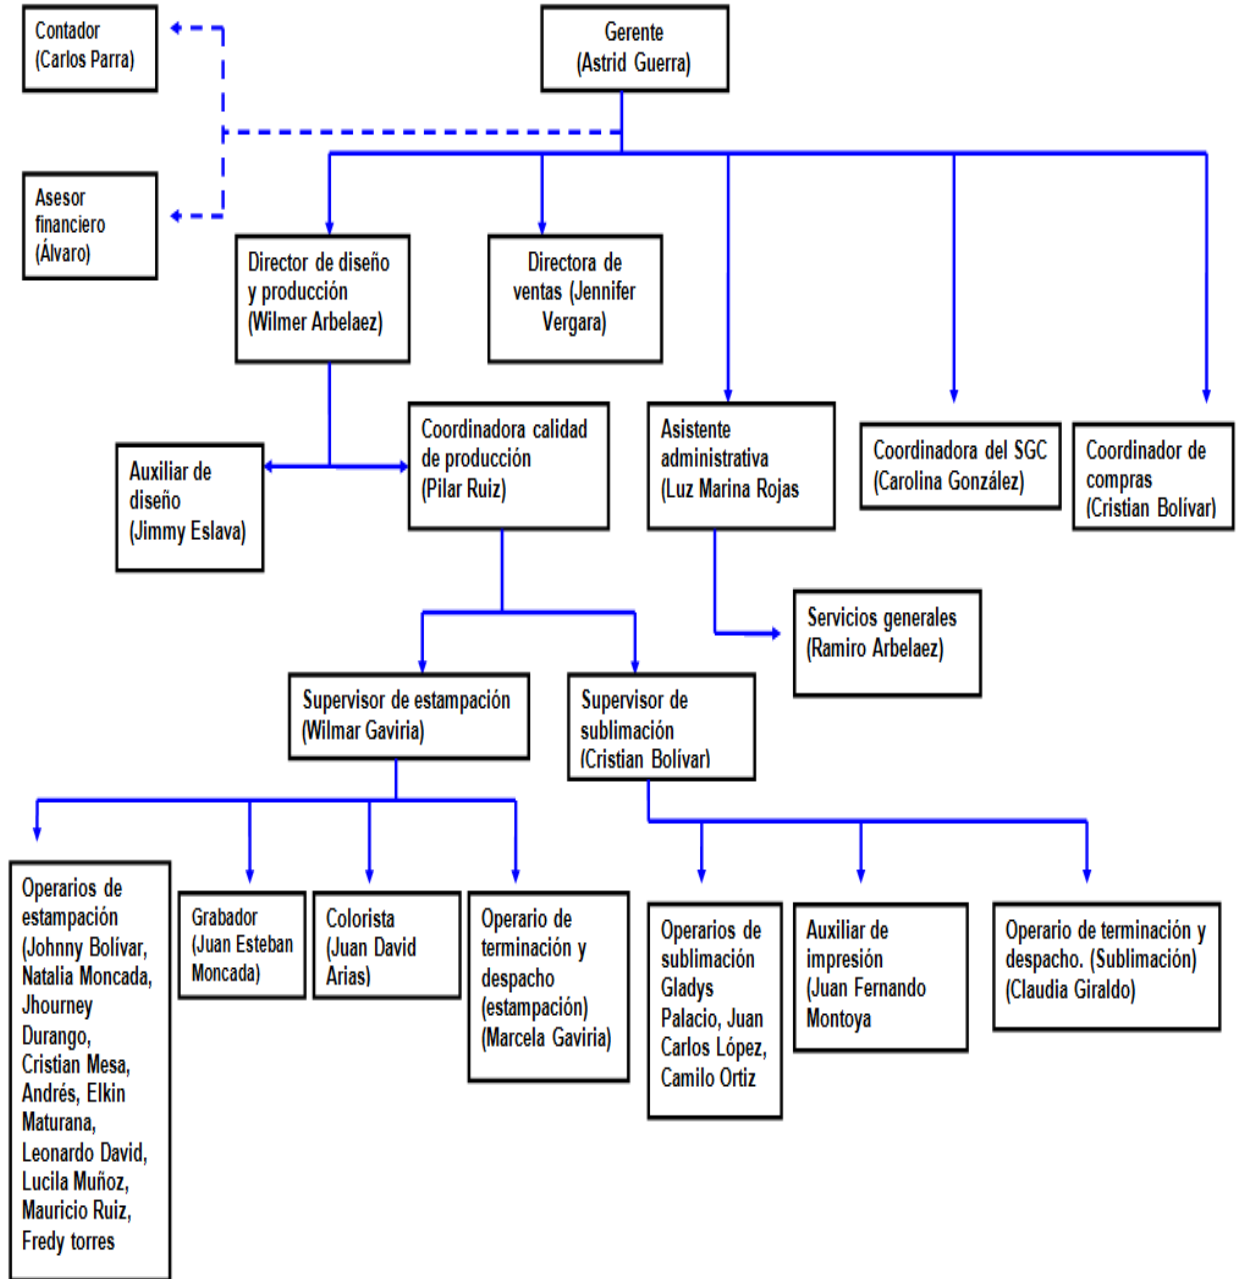 Contador
(Carlos Parra)
Gerente
(Astrid Guerra)
Asesor
financiero
(Álvaro)
Director de diseño
y producción
(Wilmer Arbelaez)
Directora de
ventas (Jennifer
Vergara)
Auxiliar de
diseño
(Jimmy Eslava)
Coordinadora calidad
de producción
(Pilar Ruiz)
Asistente
administrativa
(Luz Marina Rojas
Coordinadora del SGC
(Carolina González)
Coordinador de
compras
(Cristian Bolívar)
Servicios generales
(Ramiro Arbelaez)
Supervisor de estampación
(Wilmar Gaviria)
Supervisor de
sublimación
(Cristian Bolívar)
Operarios de
estampación
(Johnny Bolívar,
Natalia Moncada,
Jhourney
Durango,
Cristian Mesa,
Andrés, Elkin
Maturana,
Leonardo David,
Lucila Muñoz,
Mauricio Ruiz,
Fredy torres
Grabador
(Juan Esteban
Moncada)
Colorista
(Juan David
Arias)
Operario de
terminación y
despacho
(estampación)
(Marcela Gaviria)
Operarios de
sublimación
Gladys
Palacio, Juan
Carlos López,
Camilo Ortiz
Auxiliar de
impresión
(Juan Fernando
Montoya
Operario de terminación y
despacho. (Sublimación)
(Claudia Giraldo)